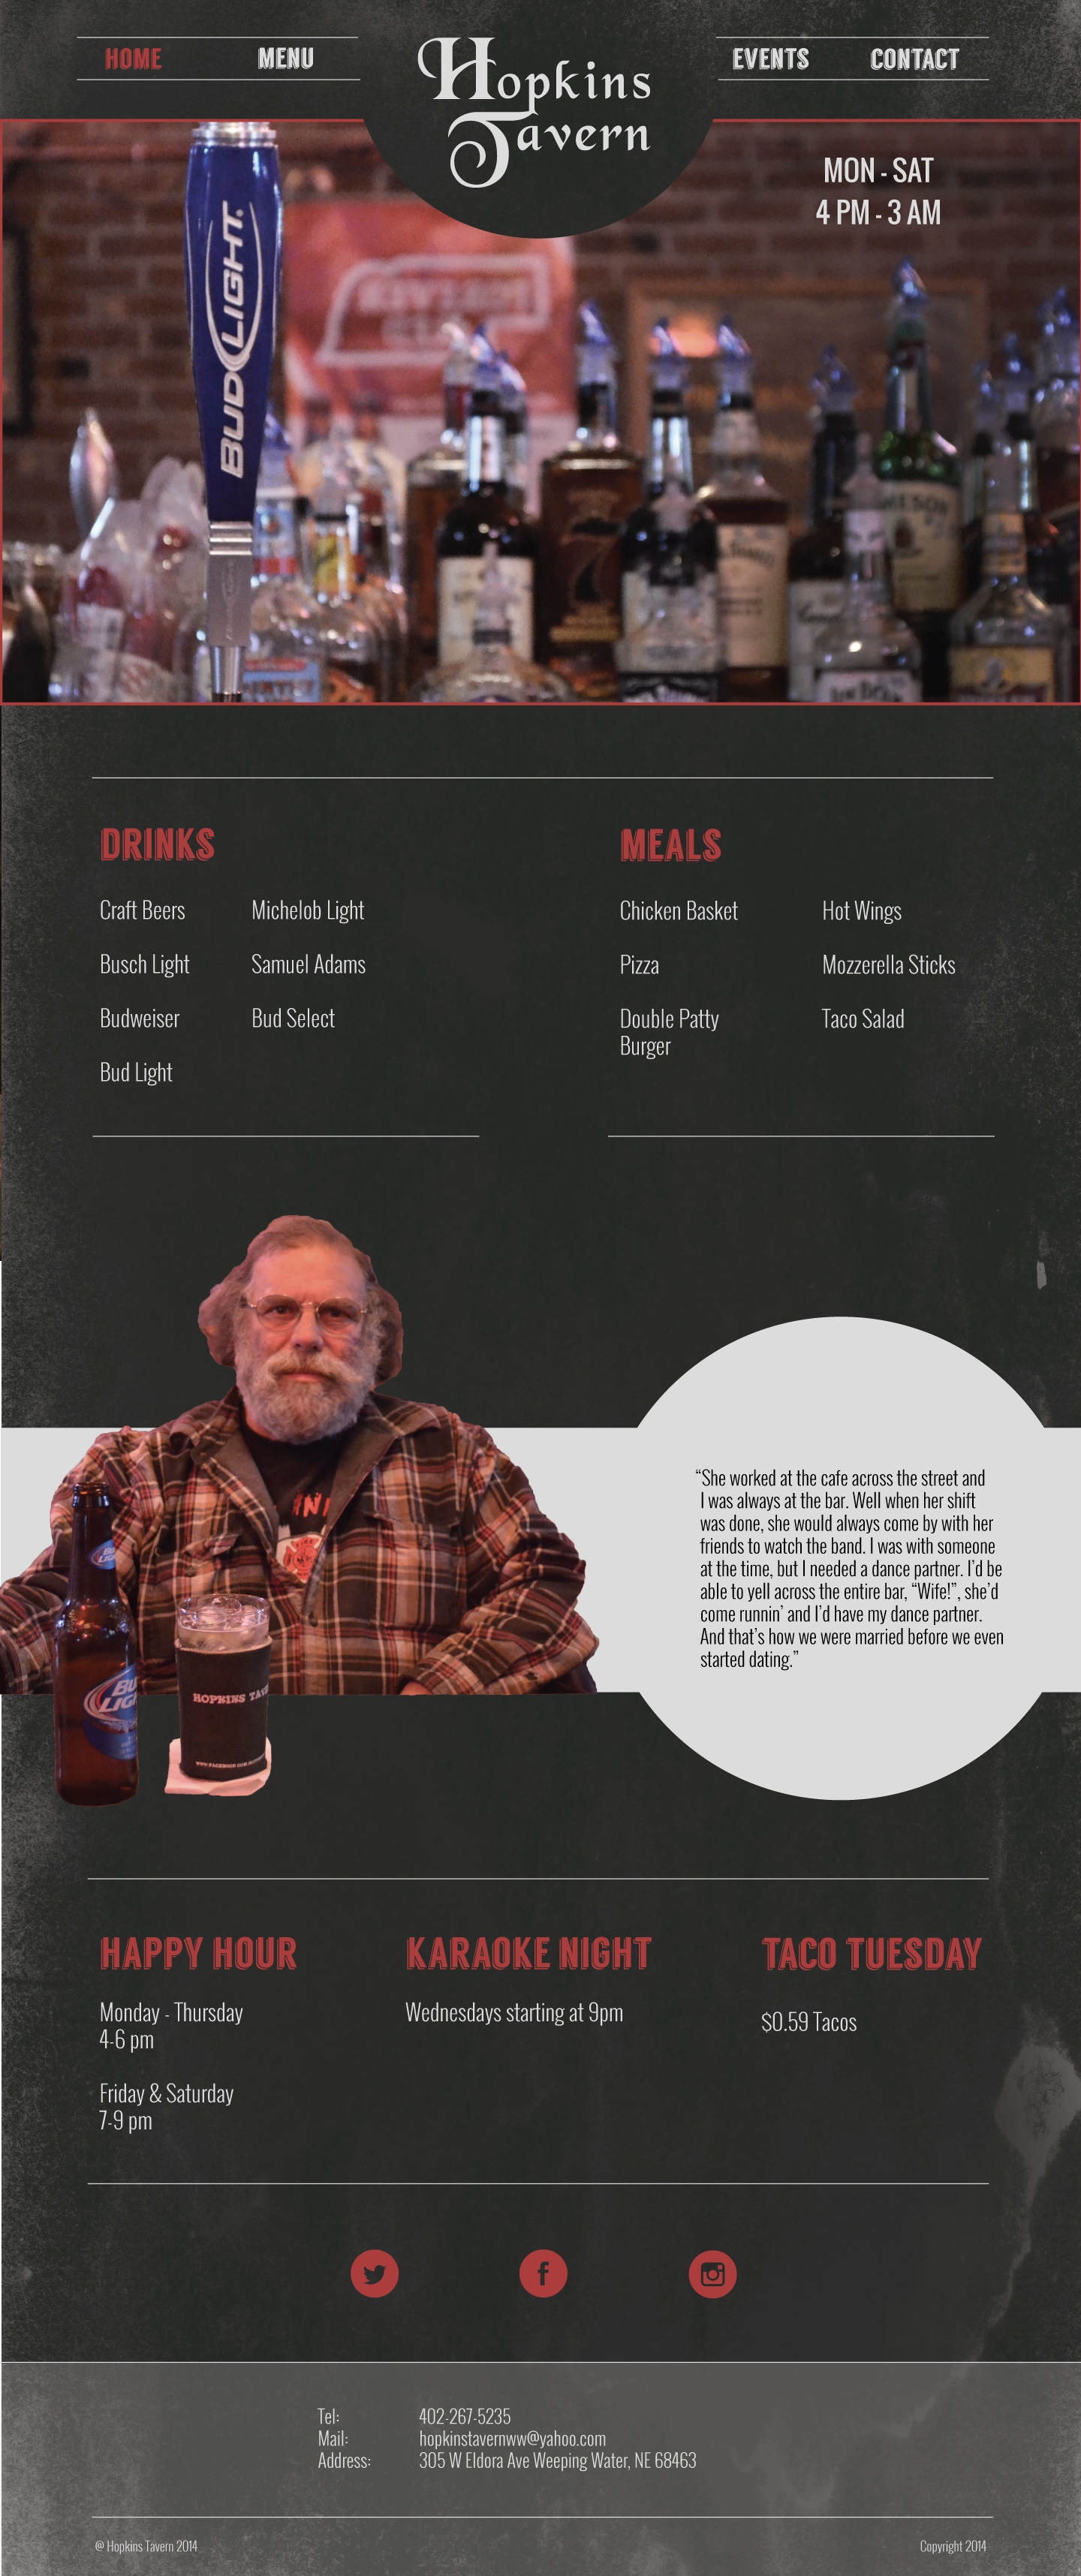 HOME
MENU
Hopkins
Tavern
EVENTS
CONTACT
MON - SAT
4 PM - 3 AM
BUD LIGHT.
DRINKS
Craft Beers
Busch Light
Budweiser
Bud Light
Michelob Light
Samuel Adams
Bud Select
MEALS
Chicken Basket
Pizza
Double Patty
Burger
Hot Wings
Mozzerella Sticks
Taco Salad
“She worked at the cafe across the street and
I was always at the bar. Well when her shift
was done, she would always come by with her
friends to watch the band. I was with someone
at the time, but I needed a dance partner. I’d be
able to yell across the entire bar, “Wife!”, she’d
come runnin’ and I’d have my dance partner.
And that’s how we were married before we even
started dating.”
HOPKINS
HAPPY HOUR
Monday - Thursday
4-6 pm
Friday & Saturday
7-9 pm
KARAOKE NIGHT
Wednesdays starting at 9pm
TACO TUESDAY
$0.59 Tacos
Tel: 402-267-5235
Mail: hopkinstavernww@yahoo.com
Address: 305 W Eldora Ave Weeping Water, NE 68463
@ Hopkins Tavern 2014
Copyright 2014